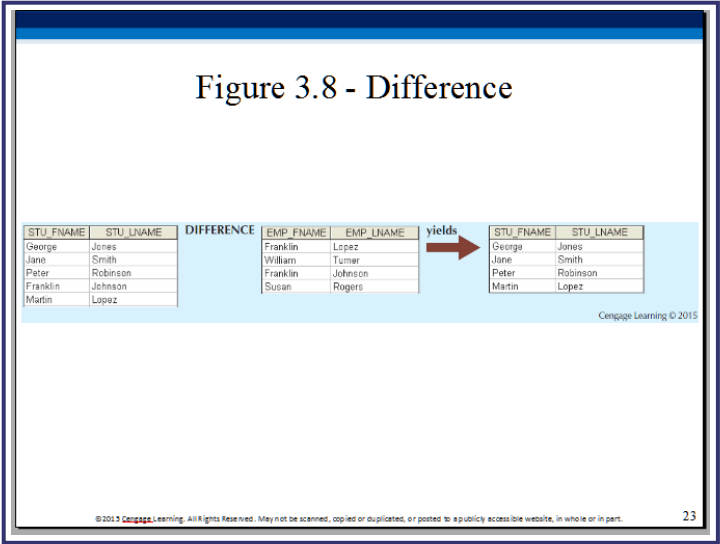 Figure 3.8 - Difference
STU_FNAME STU_LNAME DIFFERENCE EMP_FNAME EMP_LNAME yields STU_FNAME STU_LNAME
George Jones Franklin Lopez George Jones
Jane Smith William Turner Jane Smith
Peter Robinson Franklin Johnson Peter Robinson
Franklin Johnson Susan Rogers Martin Lopez
Martin Lopez
Cengage Learning © 2015
©2013 Cengage Learning. All Rights Reserved. May not be scanned, copied or duplicated, or posted to a publicly accessible website, in whole or in part. 23